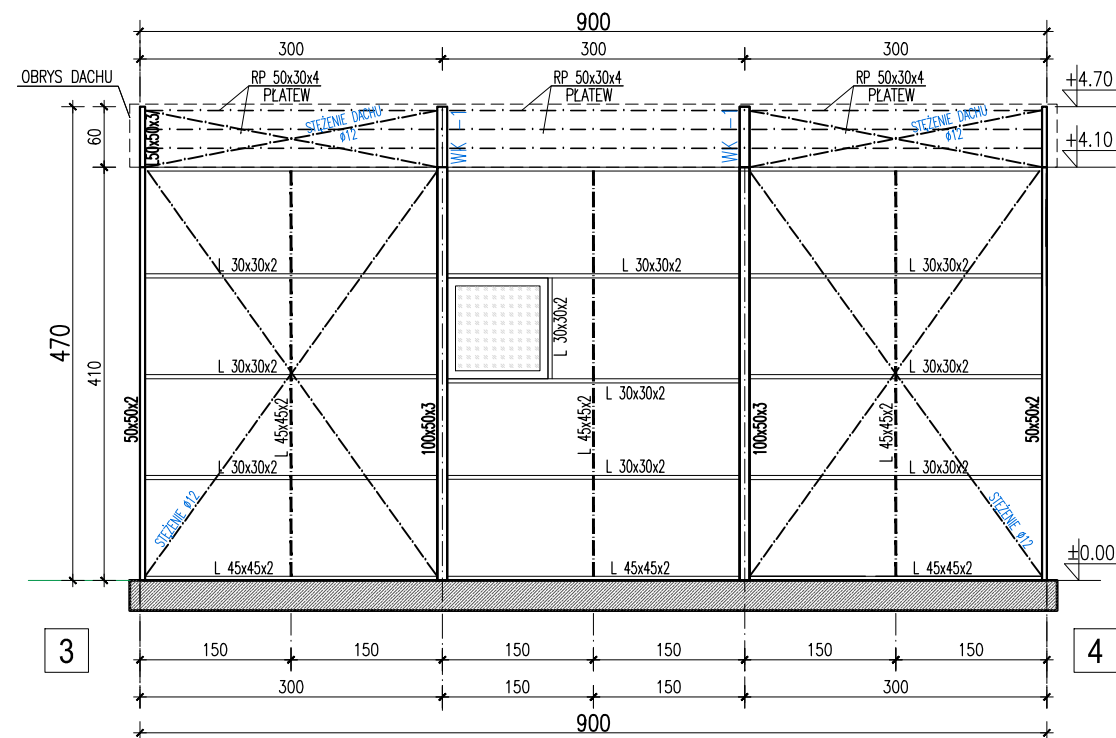 900
300 300 300
OBRYS DACHU
RP 50x30x4
PŁATEW
RP 50x30x4
PŁATEW
RP 50x30x4
PŁATEW
+4.70
60
L50x50x3
STĘŻENIE DACHU
ø12
WK -1
WK -1
STĘŻENIE DACHU
ø12
+4.10
L 30x30x2
L 30x30x2
L 30x30x2
470
410
L 30x30x2
L 30x30x2
L 30x30x2
L 30x30x2
50x50x2
L 45x45x2
100x50x3
L 45x45x2
100x50x3
L 45x45x2
50x50x2
L 30x30x2
L 30x30x2
L 30x30x2
STĘŻENIE ø12
STĘŻENIE ø12
L 45x45x2
L 45x45x2
L 45x45x2
±0.00
3
4
150 150 150 150 150 150
300 150 150 300
900